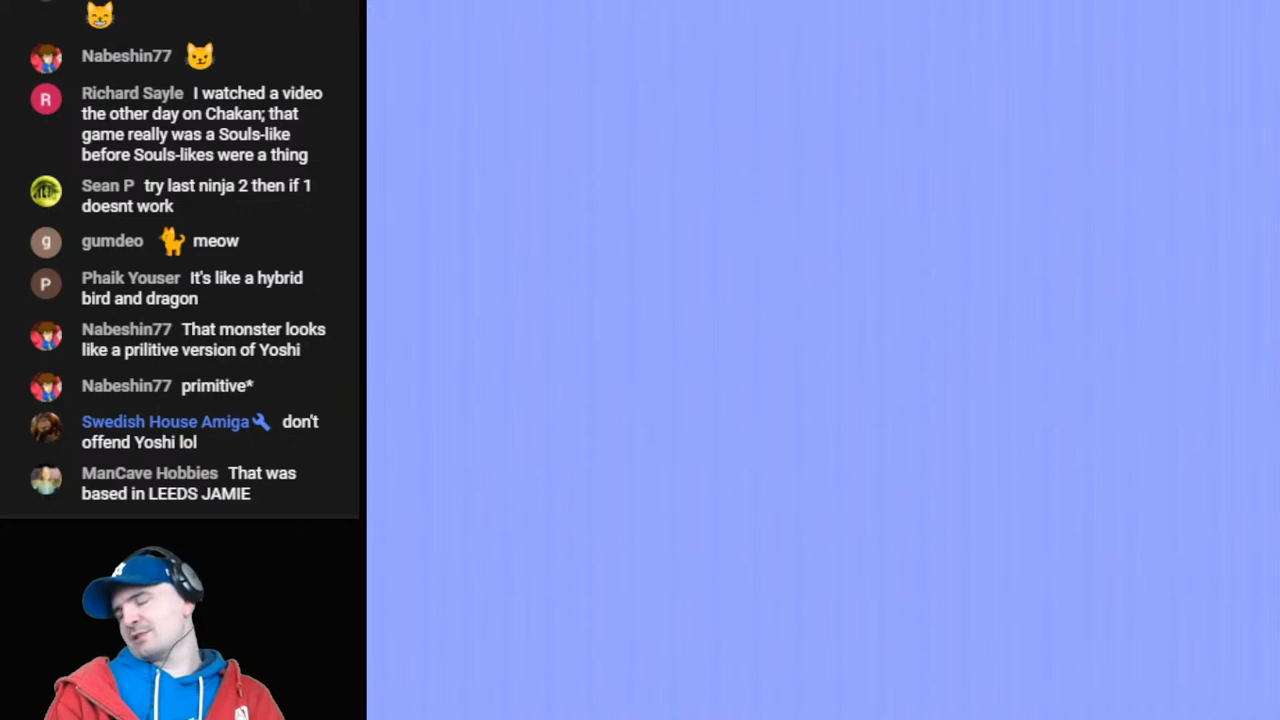 Nabeshin77
R
Richard Sayle I watched a video
the other day on Chakan; that
game really was a Souls-like
before Souls-likes were a thing
Sean P try last ninja 2 then if 1
doesnt work
g
gumdeo meow
P
Phaik Youser It's like a hybrid
bird and dragon
Nabeshin77 That monster looks
like a prilitive version of Yoshi
Nabeshin77 primitive*
Swedish House Amiga don't
offend Yoshi lol
ManCave Hobbies That was
based in LEEDS JAMIE